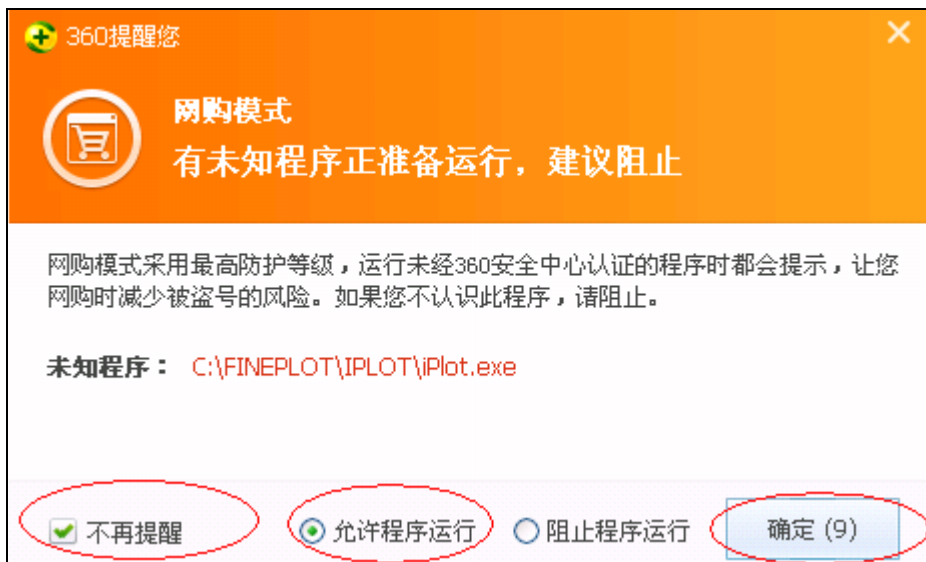 360提醒您
网购模式
有未知程序正准备运行，建议阻止
网购模式采用最高防护等级，运行未经360安全中心认证的程序时都会提示，让您
网购时减少被盗号的风险。如果您不认识此程序，请阻止。
未知程序： C:\FINEPLOT\IPLOT\iPlot.exe
不再提醒 允许程序运行 阻止程序运行 确定 (9)